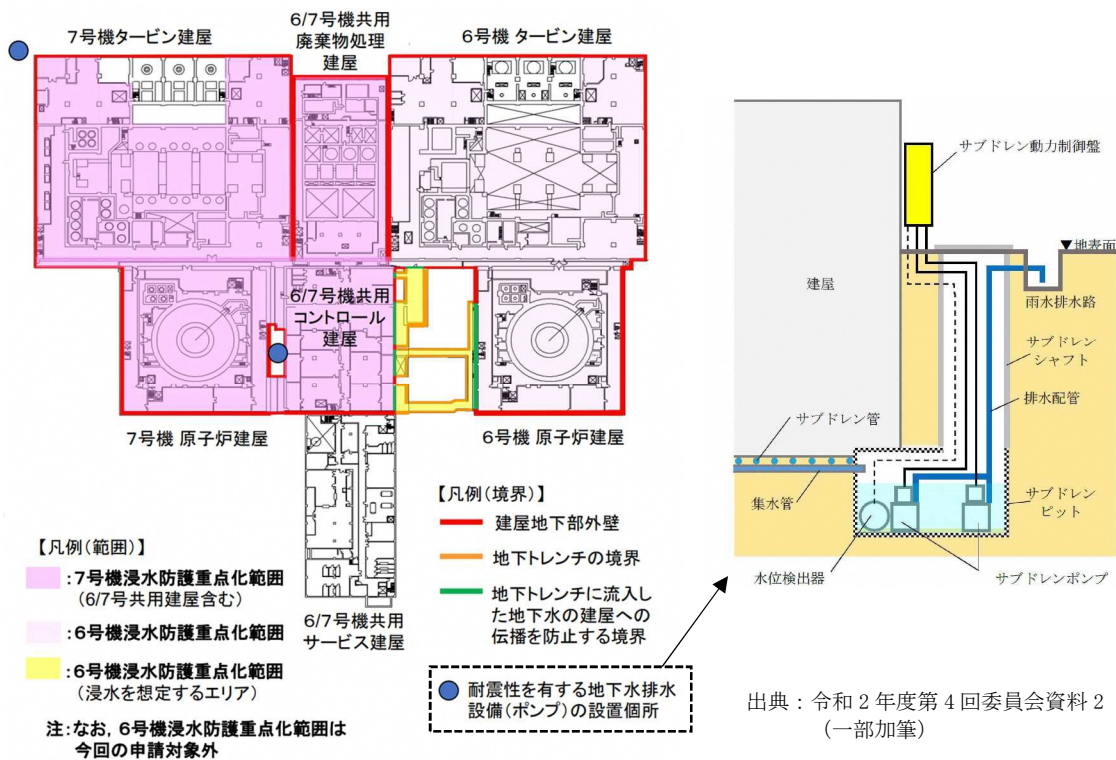 6/7号機共用
廃棄物処理
建屋
7号機タービン建屋
6号機 タービン建屋
6/7号機共用
コントロール
建屋
7号機 原子炉建屋
6号機 原子炉建屋
6/7号機共用
サービス建屋
【凡例(範囲)】
:7号機浸水防護重点化範囲
(6/7号共用建屋含む)
:6号機浸水防護重点化範囲
:6号機浸水防護重点化範囲
(浸水を想定するエリア)
注:なお,6号機浸水防護重点化範囲は
今回の申請対象外
【凡例(境界)】
建屋地下部外壁
地下トレンチの境界
地下トレンチに流入し
た地下水の建屋への
伝播を防止する境界
耐震性を有する地下水排水
設備(ポンプ)の設置個所
サブドレン動力制御盤
▼地表面
建屋
雨水排水路
サブドレン
シャフト
排水配管
サブドレン管
集水管
サブドレン
ピット
水位検出器
サブドレンポンプ
出典:令和2年度第4回委員会資料2
(一部加筆)